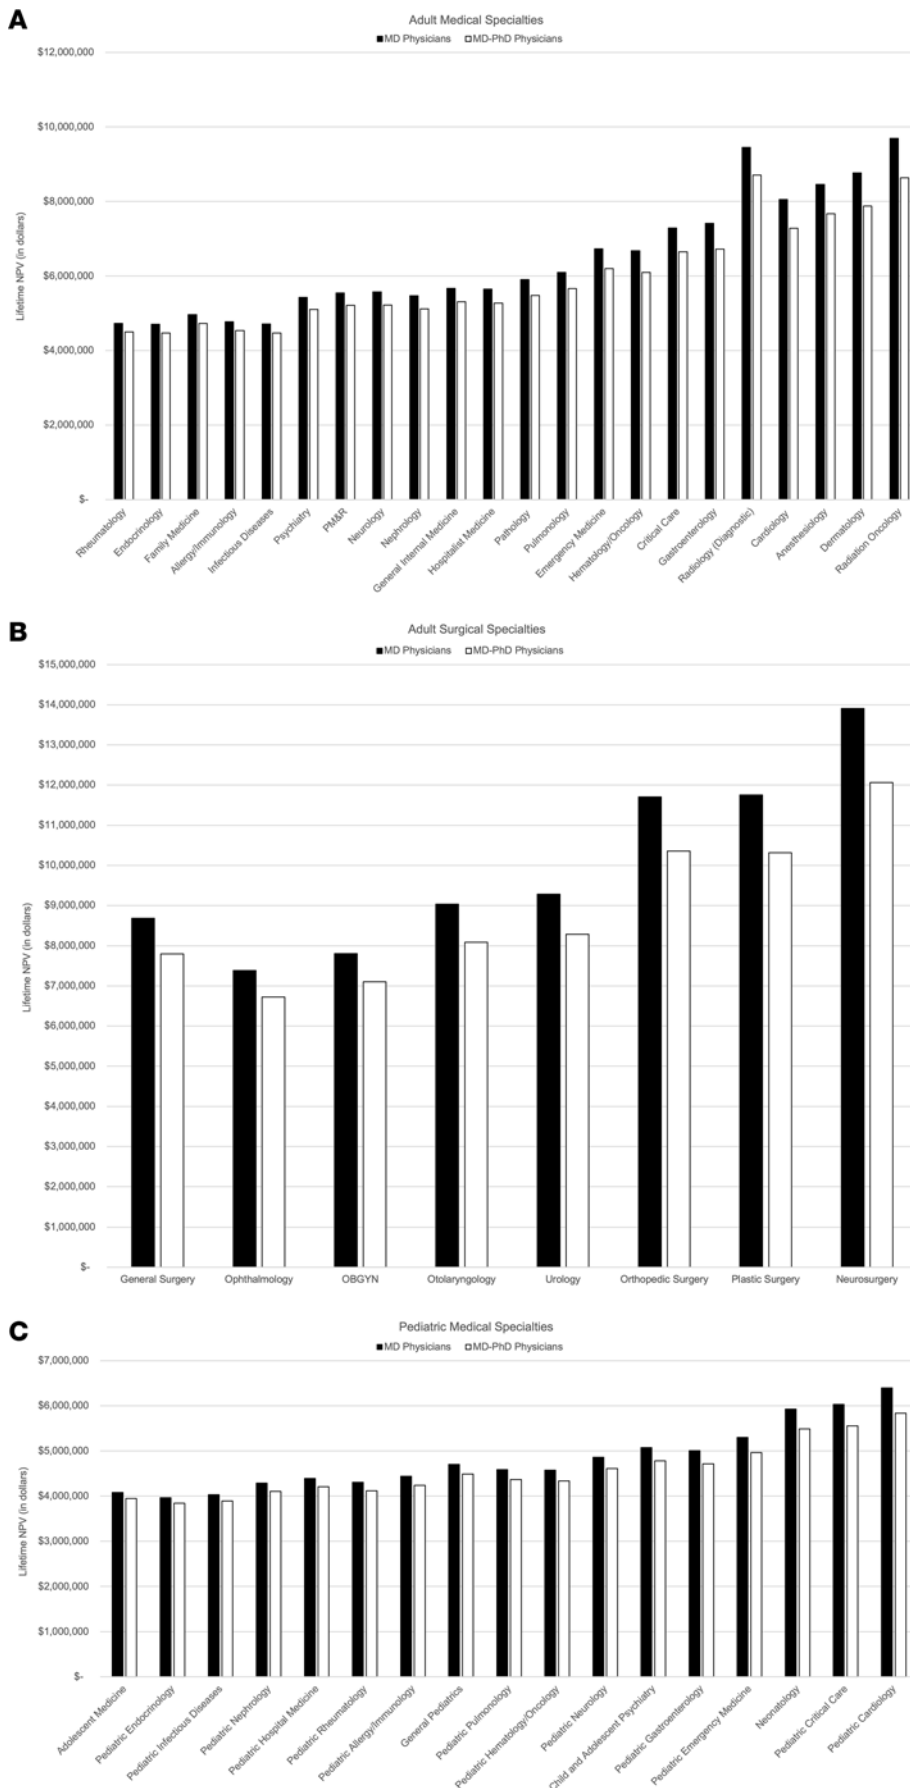 A
Adult Medical Specialties
MD Physicians MD-PhD Physicians
$12,000,000
$10,000,000
$8,000,000
$6,000,000
$4,000,000
$2,000,000
$-
Lifetime NPV (in dollars)
Rheumatology
Endocrinology
Family Medicine
Allergy/Immunology
Infectious Diseases
Psychiatry
PM&R
Neurology
Nephrology
General Internal Medicine
Hospitalist Medicine
Pathology
Pulmonology
Emergency Medicine
Hematology/Oncology
Critical Care
Gastroenterology
Radiology (Diagnostic)
Cardiology
Anesthesiology
Dermatology
Radiation Oncology
B
Adult Surgical Specialties
MD Physicians MD-PhD Physicians
$15,000,000
$14,000,000
$13,000,000
$12,000,000
$11,000,000
$10,000,000
$9,000,000
$8,000,000
$7,000,000
$6,000,000
$5,000,000
$4,000,000
$3,000,000
$2,000,000
$1,000,000
$-
Lifetime NPV (in dollars)
General Surgery
Ophthalmology
OBGYN
Otolaryngology
Urology
Orthopedic Surgery
Plastic Surgery
Neurosurgery
C
Pediatric Medical Specialties
MD Physicians MD-PhD Physicians
$7,000,000
$6,000,000
$5,000,000
$4,000,000
$3,000,000
$2,000,000
$1,000,000
$-
Lifetime NPV (in dollars)
Adolescent Medicine
Pediatric Endocrinology
Pediatric Infectious Diseases
Pediatric Nephrology
Pediatric Hospital Medicine
Pediatric Rheumatology
Pediatric Allergy/Immunology
General Pediatrics
Pediatric Pulmonology
Pediatric Hematology/Oncology
Pediatric Neurology
Child and Adolescent Psychiatry
Pediatric Gastroenterology
Pediatric Emergency Medicine
Neonatology
Pediatric Critical Care
Pediatric Cardiology